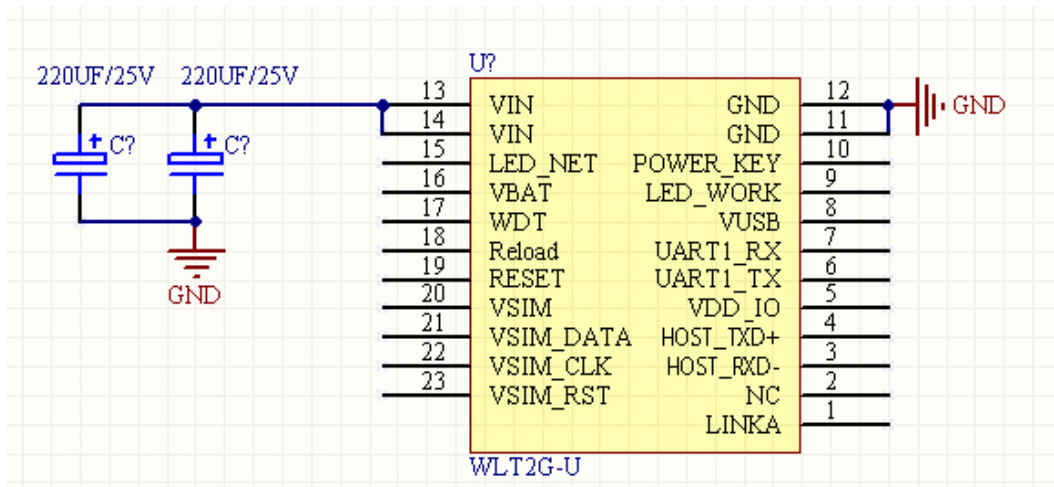 U?
220UF/25V 220UF/25V
C? C?
GND
13 VIN GND 12
14 VIN GND 11
15 LED_NET POWER_KEY 10
16 VBAT LED_WORK 9
17 WDT VUSB 8
18 Reload UART1_RX 7
19 RESET UART1_TX 6
20 VSIM VDD_IO 5
21 VSIM_DATA HOST_TXD+ 4
22 VSIM_CLK HOST_RXD- 3
23 VSIM_RST NC 2
LINKA 1
GND
WLT2G-U